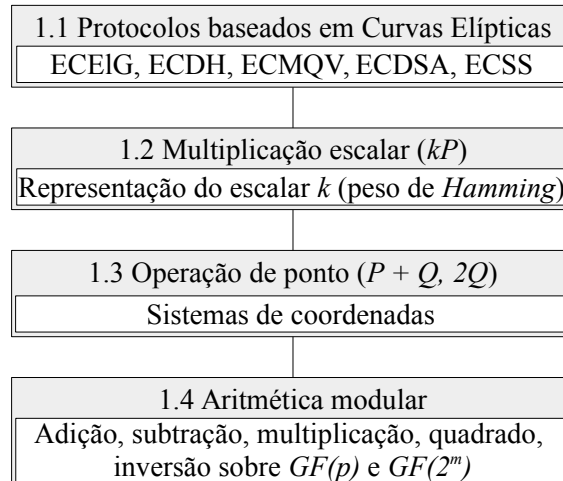 1.1 Protocolos baseados em Curvas Elípticas
ECElG, ECDH, ECMQV, ECDSA, ECSS
1.2 Multiplicação escalar (kP)
Representação do escalar k (peso de Hamming)
1.3 Operação de ponto (P + Q, 2Q)
Sistemas de coordenadas
1.4 Aritmética modular
Adição, subtração, multiplicação, quadrado,
inversão sobre GF(p) e GF(2^m)